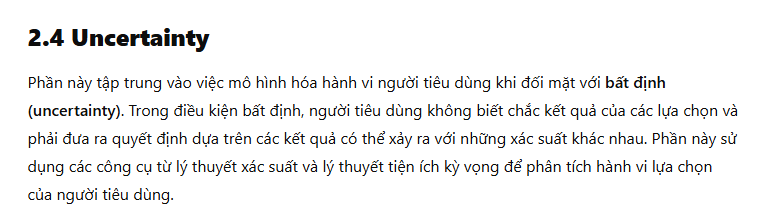 2.4 Uncertainty
Phần này tập trung vào việc mô hình hóa hành vi người tiêu dùng khi đối mặt với bất định
(uncertainty). Trong điều kiện bất định, người tiêu dùng không biết chắc kết quả của các lựa chọn và
phải đưa ra quyết định dựa trên các kết quả có thể xảy ra với những xác suất khác nhau. Phần này sử
dụng các công cụ từ lý thuyết xác suất và lý thuyết tiện ích kỳ vọng để phân tích hành vi lựa chọn
của người tiêu dùng.